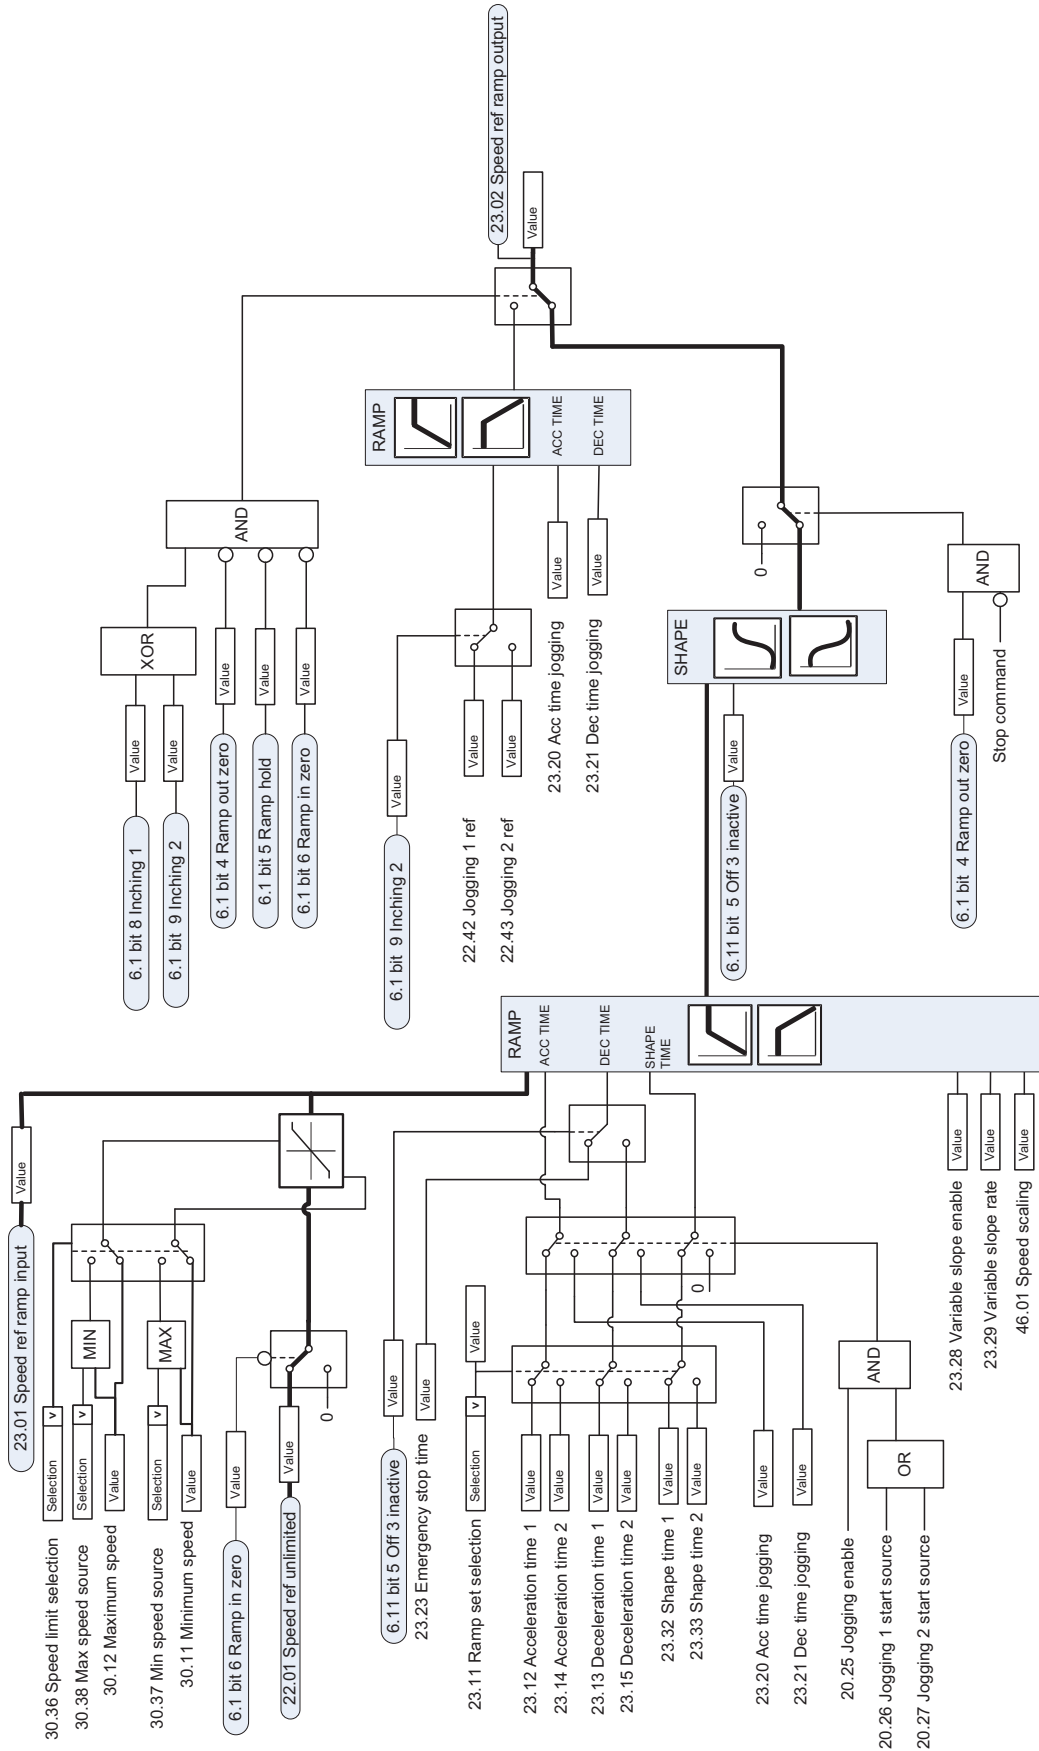 23.01 Speed ref ramp input
Value
30.36 Speed limit selection
Selection v
30.38 Max speed source
Selection v
30.12 Maximum speed
Value
MIN
30.37 Min speed source
Selection v
30.11 Minimum speed
Value
MAX
6.1 bit 6 Ramp in zero
Value
22.01 Speed ref unlimited
Value
0
6.11 bit 5 Off 3 inactive
Value
23.23 Emergency stop time
Value
23.11 Ramp set selection
Selection v
Value
23.12 Acceleration time 1
Value
23.14 Acceleration time 2
Value
23.13 Deceleration time 1
Value
23.15 Deceleration time 2
Value
23.32 Shape time 1
Value
23.33 Shape time 2
Value
0
23.20 Acc time jogging
Value
23.21 Dec time jogging
Value
20.25 Jogging enable
20.26 Jogging 1 start source
20.27 Jogging 2 start source
OR
AND
RAMP
ACC TIME
DEC TIME
SHAPE
TIME
23.28 Variable slope enable
Value
23.29 Variable slope rate
Value
46.01 Speed scaling
Value
6.1 bit 8 Inching 1
Value
6.1 bit 9 Inching 2
Value
XOR
6.1 bit 4 Ramp out zero
Value
6.1 bit 5 Ramp hold
Value
6.1 bit 6 Ramp in zero
Value
AND
6.1 bit 9 Inching 2
Value
22.42 Jogging 1 ref
Value
22.43 Jogging 2 ref
Value
23.20 Acc time jogging
Value
23.21 Dec time jogging
Value
RAMP
ACC TIME
DEC TIME
6.11 bit 5 Off 3 inactive
Value
SHAPE
0
6.1 bit 4 Ramp out zero
Value
Stop command
AND
23.02 Speed ref ramp output
Value